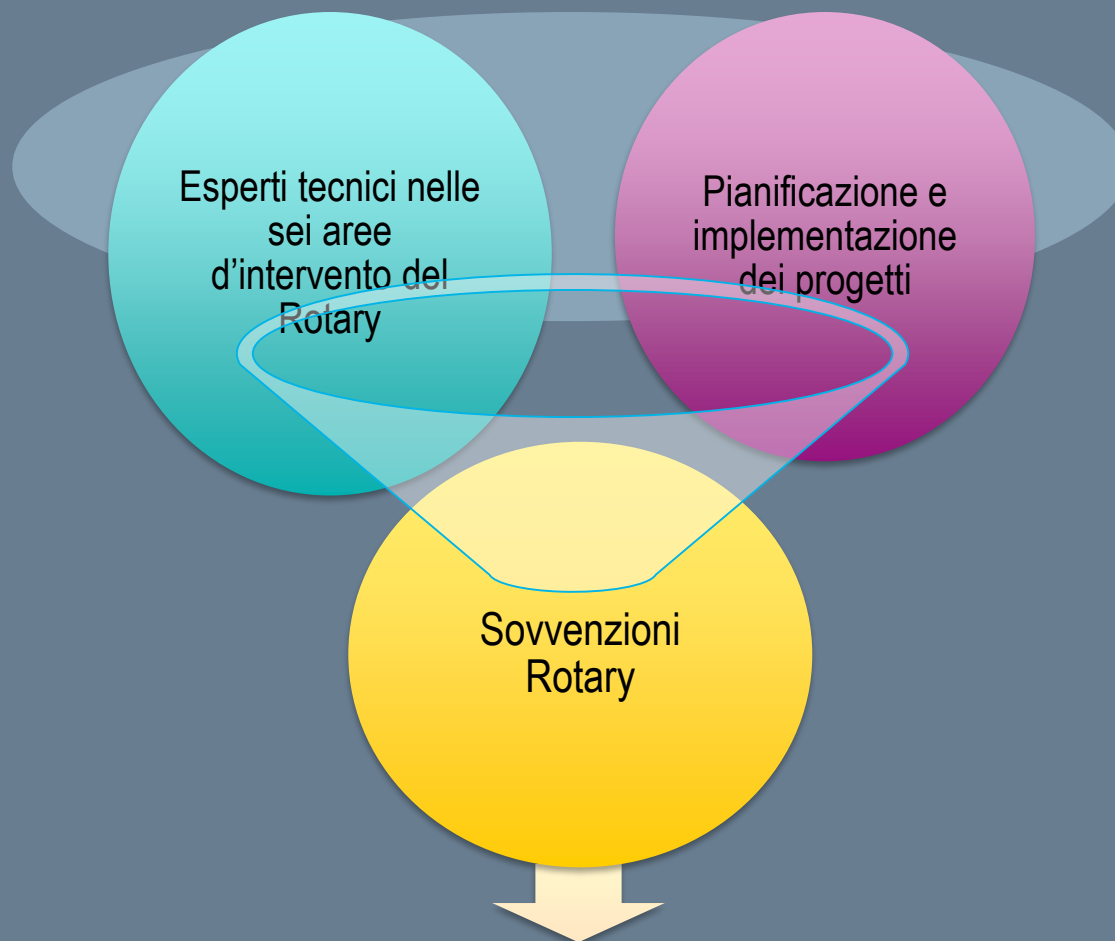 Esperti tecnici nelle
sei aree
d’intervento del
Rotary
Pianificazione e
implementazione
dei progetti
Sovvenzioni
Rotary